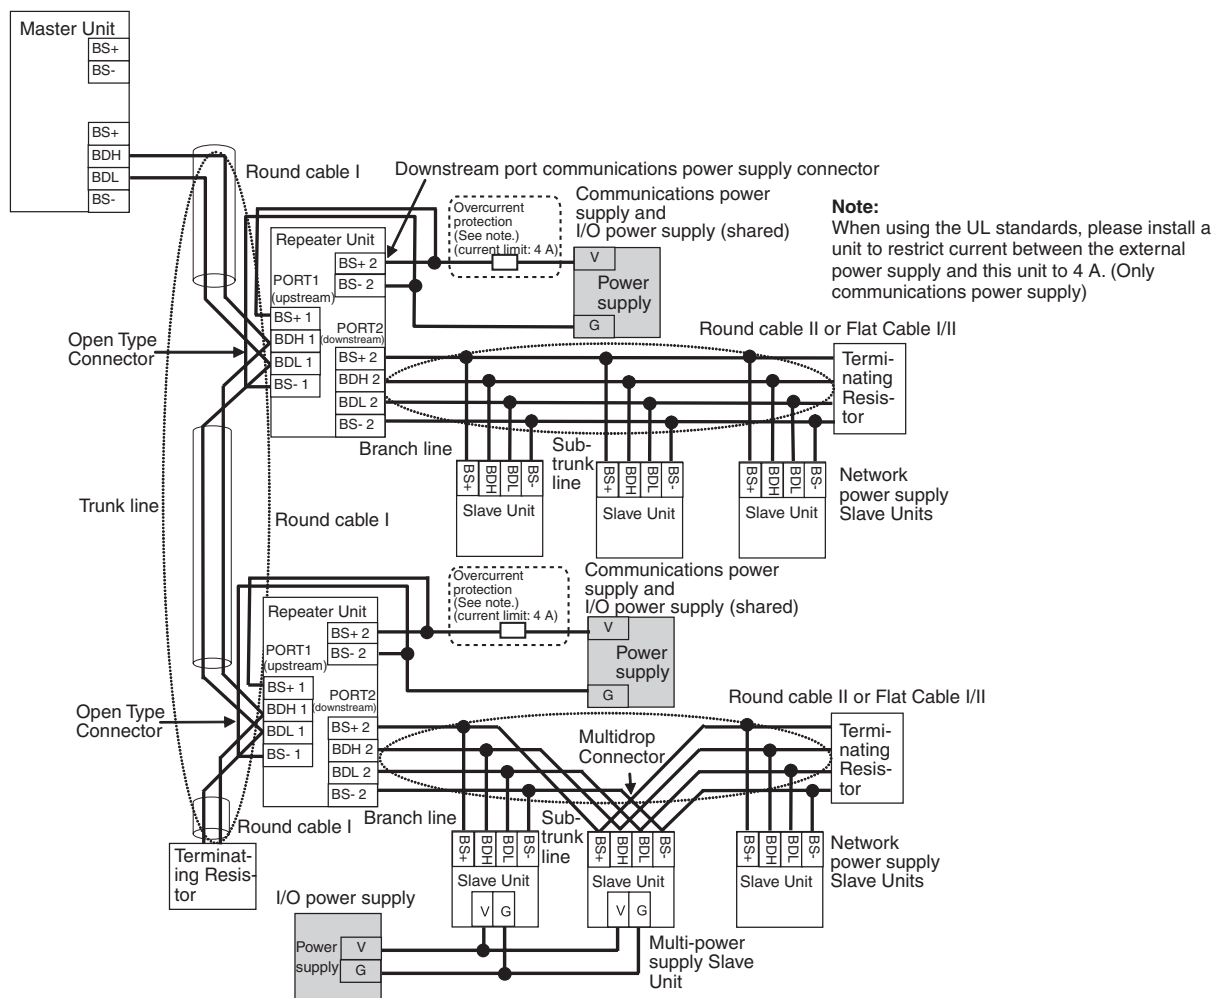 Master Unit
BS+
BS-
BS+
BDH
BDL
BS-
Round cable I
Downstream port communications power supply connector
Overcurrent
protection
(See note.)
(current limit: 4 A)
Communications power
supply and
I/O power supply (shared)
V
Power
supply
G
Note:
When using the UL standards, please install a
unit to restrict current between the external
power supply and this unit to 4 A. (Only
communications power supply)
Repeater Unit
BS+ 2
BS- 2
PORT1
(upstream)
BS+ 1
BDH 1
BDL 1
BS- 1
PORT2
(downstream)
BS+ 2
BDH 2
BDL 2
BS- 2
Open Type
Connector
Round cable II or Flat Cable I/II
Termi-
nating
Resis-
tor
Branch line
Sub-
trunk
line
BS+
BDH
BDL
BS-
Slave Unit
BS+
BDH
BDL
BS-
Slave Unit
BS+
BDH
BDL
BS-
Slave Unit
Network
power supply
Slave Units
Trunk line
Round cable I
Overcurrent
protection
(See note.)
(current limit: 4 A)
Communications power
supply and
I/O power supply (shared)
V
Power
supply
G
Repeater Unit
BS+ 2
BS- 2
PORT1
(upstream)
BS+ 1
BDH 1
BDL 1
BS- 1
PORT2
(downstream)
BS+ 2
BDH 2
BDL 2
BS- 2
Open Type
Connector
Round cable II or Flat Cable I/II
Multidrop
Connector
Termi-
nating
Resis-
tor
Branch line
Sub-
trunk
line
Round cable I
Terminat-
ing Resis-
tor
BS+
BDH
BDL
BS-
Slave Unit
V
G
BS+
BDH
BDL
BS-
Slave Unit
V
G
BS+
BDH
BDL
BS-
Slave Unit
Network
power supply
Slave Units
I/O power supply
Power
supply
V
G
Multi-power
supply Slave
Unit